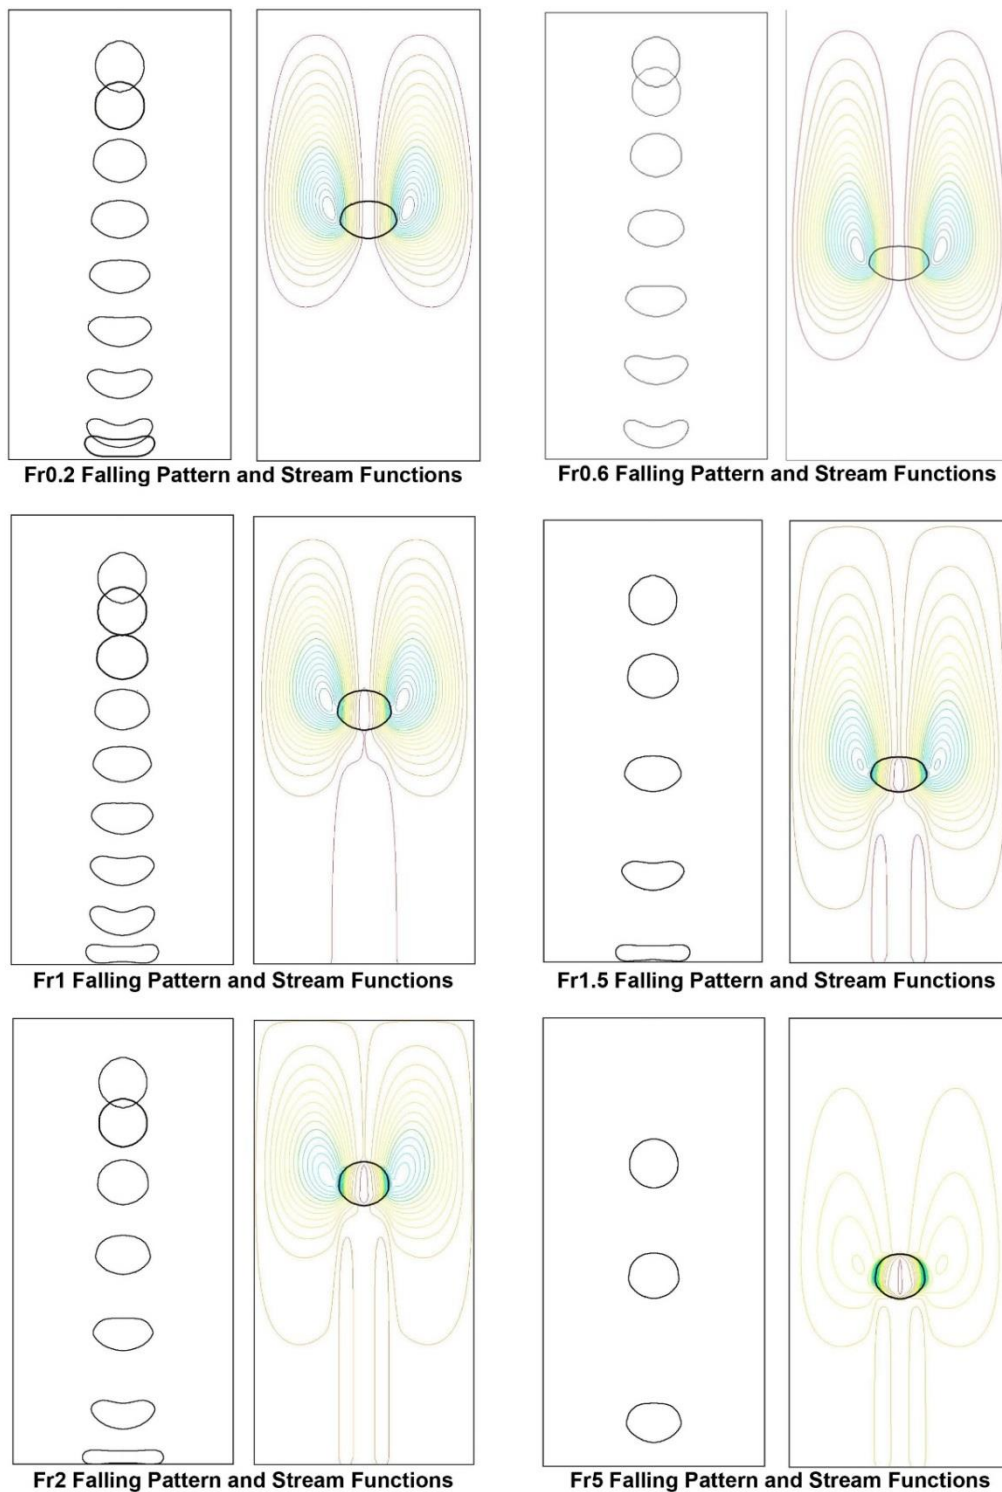 Fr0.2 Falling Pattern and Stream Functions
Fr0.6 Falling Pattern and Stream Functions
Fr1 Falling Pattern and Stream Functions
Fr1.5 Falling Pattern and Stream Functions
Fr2 Falling Pattern and Stream Functions
Fr5 Falling Pattern and Stream Functions